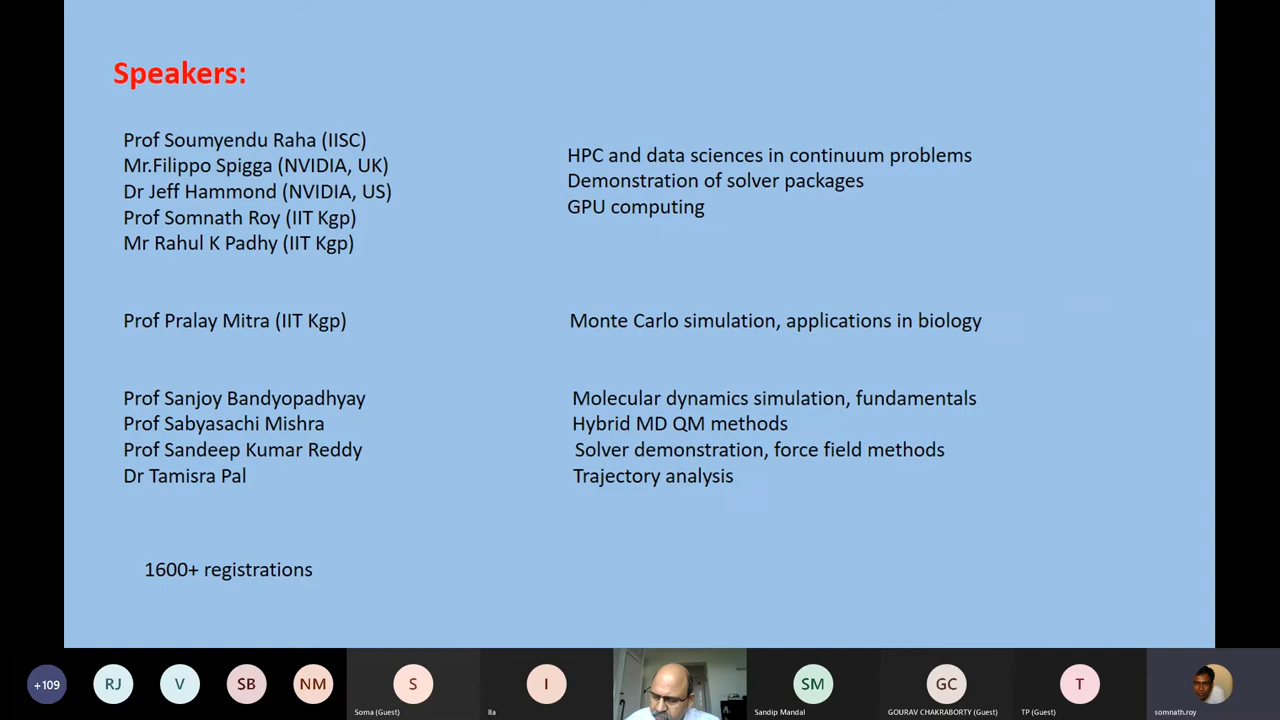 Speakers:
Prof Soumyendu Raha (IISC)
Mr.Filippo Spigga (NVIDIA, UK)
Dr Jeff Hammond (NVIDIA, US)
Prof Somnath Roy (IIT Kgp)
Mr Rahul K Padhy (IIT Kgp)
HPC and data sciences in continuum problems
Demonstration of solver packages
GPU computing
Prof Pralay Mitra (IIT Kgp)
Monte Carlo simulation, applications in biology
Prof Sanjoy Bandyopadhyay
Prof Sabyasachi Mishra
Prof Sandeep Kumar Reddy
Dr Tamisra Pal
Molecular dynamics simulation, fundamentals
Hybrid MD QM methods
Solver demonstration, force field methods
Trajectory analysis
1600+ registrations
+109
RJ
V
SB
NM
S
Soma (Guest)
I
Ila
SM
Sandip Mandal
GC
GOURAV CHAKRABORTY (Guest)
T
TP (Guest)
somnath.roy